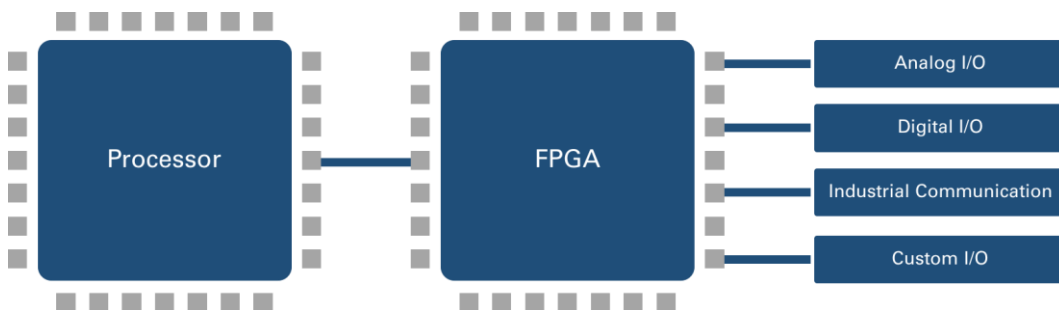 Processor
FPGA
Analog I/O
Digital I/O
Industrial Communication
Custom I/O